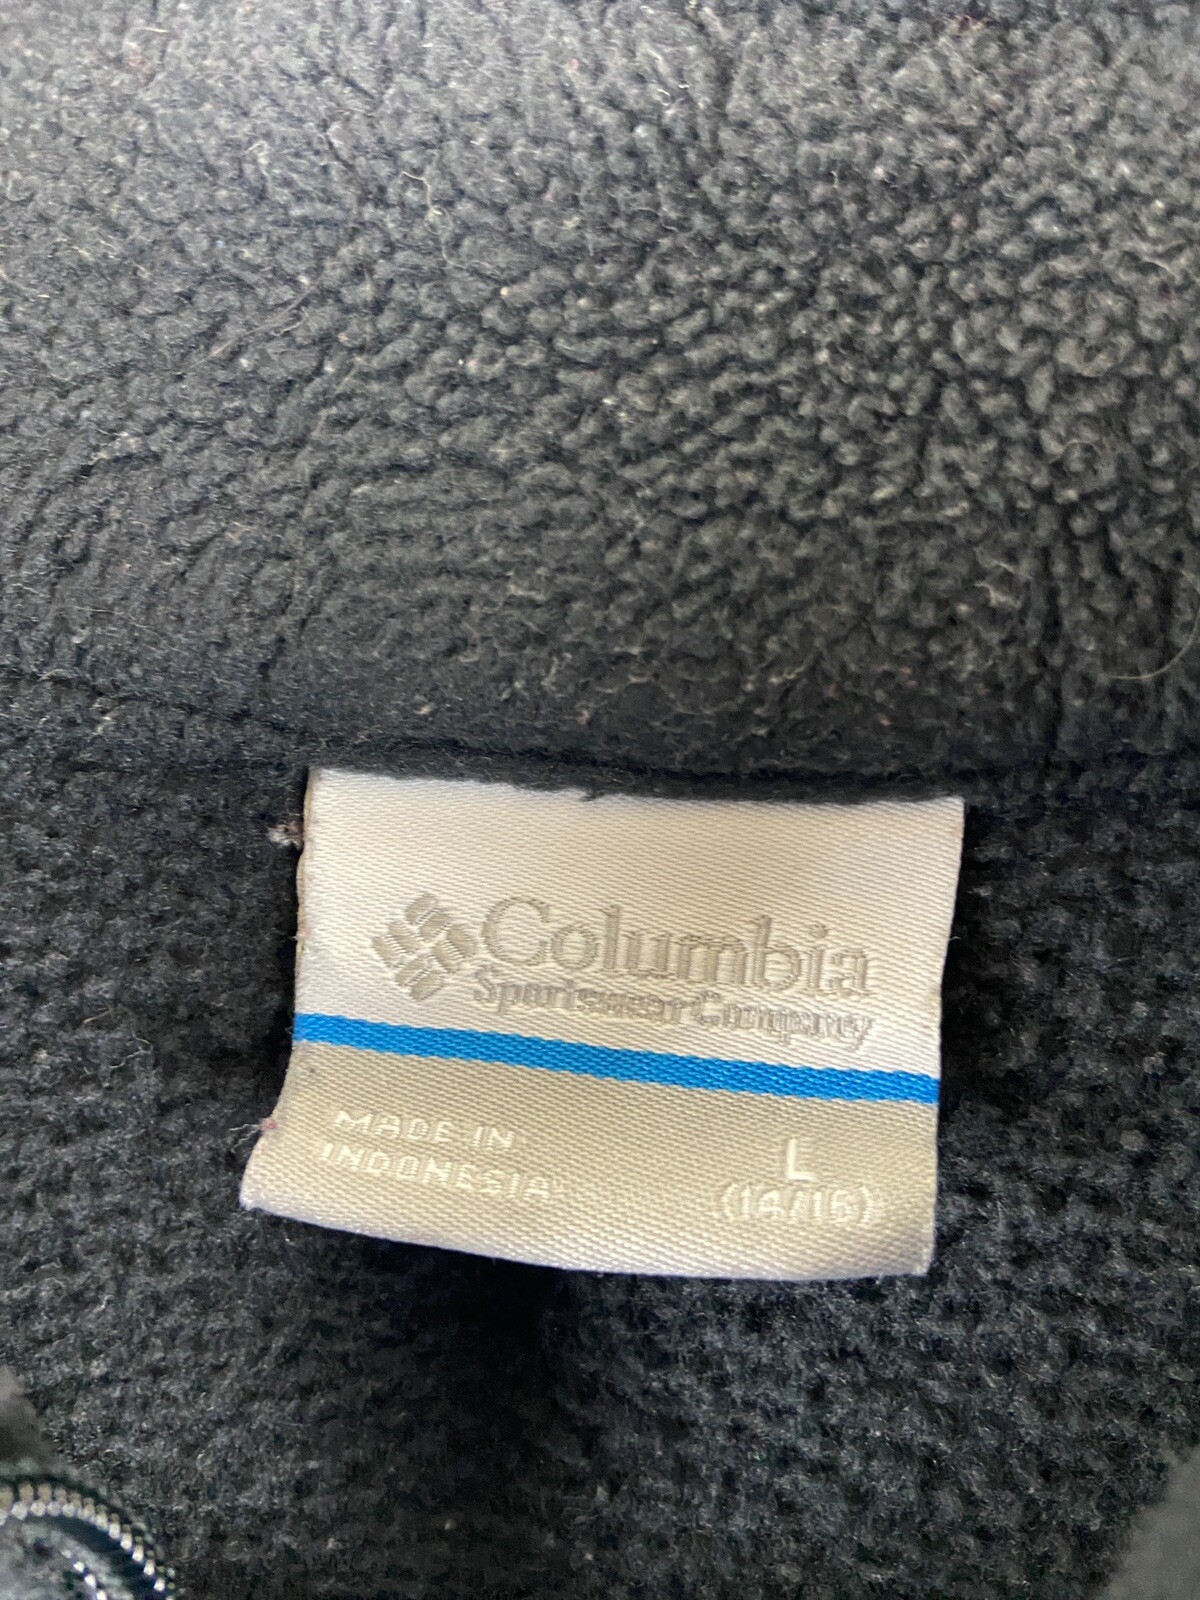 Columbia
Sportswear Company
MADE IN
INDONESIA
L
(14/16)